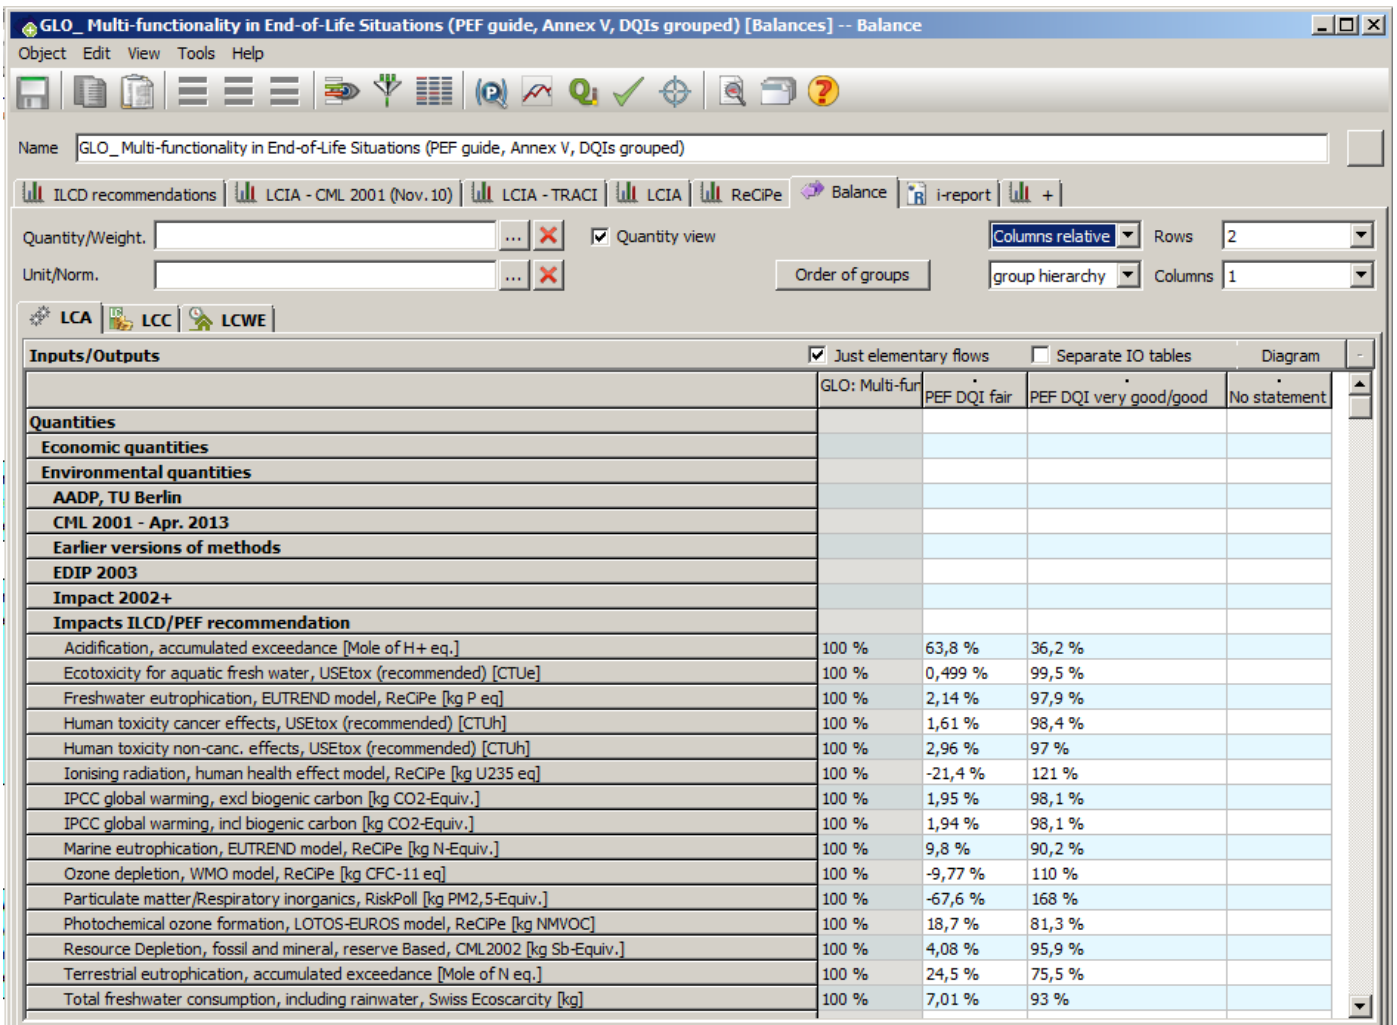 GLO_ Multi-functionality in End-of-Life Situations (PEF guide, Annex V, DQIs grouped) [Balances] -- Balance
Object Edit View Tools Help
Name GLO_ Multi-functionality in End-of-Life Situations (PEF guide, Annex V, DQIs grouped)
ILCD recommendations LCIA - CML 2001 (Nov. 10) LCIA - TRACI LCIA ReCiPe Balance i-report +
Quantity/Weight. ... Quantity view Columns relative Rows 2
Unit/Norm. ... Order of groups group hierarchy Columns 1
LCA LCC LCWE
Inputs/Outputs Just elementary flows Separate IO tables Diagram -
GLO: Multi-fur PEF DQI fair PEF DQI very good/good No statement
Quantities
Economic quantities
Environmental quantities
AADP, TU Berlin
CML 2001 - Apr. 2013
Earlier versions of methods
EDIP 2003
Impact 2002+
Impacts ILCD/PEF recommendation
Acidification, accumulated exceedance [Mole of H+ eq.] 100 % 63,8 % 36,2 %
Ecotoxicity for aquatic fresh water, USEtox (recommended) [CTUe] 100 % 0,499 % 99,5 %
Freshwater eutrophication, EUTREND model, ReCiPe [kg P eq] 100 % 2,14 % 97,9 %
Human toxicity cancer effects, USEtox (recommended) [CTUh] 100 % 1,61 % 98,4 %
Human toxicity non-canc. effects, USEtox (recommended) [CTUh] 100 % 2,96 % 97 %
Ionising radiation, human health effect model, ReCiPe [kg U235 eq] 100 % -21,4 % 121 %
IPCC global warming, excl biogenic carbon [kg CO2-Equiv.] 100 % 1,95 % 98,1 %
IPCC global warming, incl biogenic carbon [kg CO2-Equiv.] 100 % 1,94 % 98,1 %
Marine eutrophication, EUTREND model, ReCiPe [kg N-Equiv.] 100 % 9,8 % 90,2 %
Ozone depletion, WMO model, ReCiPe [kg CFC-11 eq] 100 % -9,77 % 110 %
Particulate matter/Respiratory inorganics, RiskPoll [kg PM2,5-Equiv.] 100 % -67,6 % 168 %
Photochemical ozone formation, LOTOS-EUROS model, ReCiPe [kg NMVOC] 100 % 18,7 % 81,3 %
Resource Depletion, fossil and mineral, reserve Based, CML2002 [kg Sb-Equiv.] 100 % 4,08 % 95,9 %
Terrestrial eutrophication, accumulated exceedance [Mole of N eq.] 100 % 24,5 % 75,5 %
Total freshwater consumption, including rainwater, Swiss Ecoscarcity [kg] 100 % 7,01 % 93 %